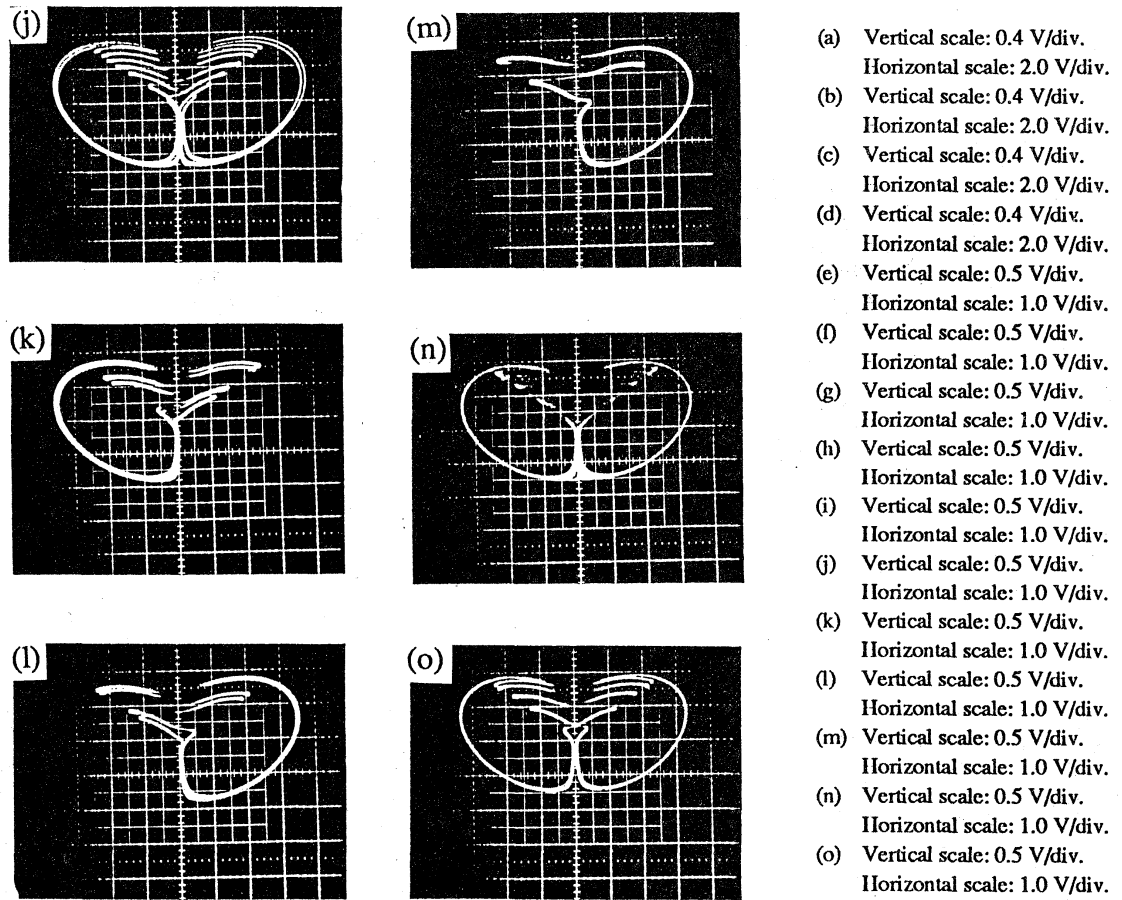 (j)
(m)
(k)
(n)
(l)
(o)
(a) Vertical scale: 0.4 V/div.
Horizontal scale: 2.0 V/div.
(b) Vertical scale: 0.4 V/div.
Horizontal scale: 2.0 V/div.
(c) Vertical scale: 0.4 V/div.
Horizontal scale: 2.0 V/div.
(d) Vertical scale: 0.4 V/div.
Horizontal scale: 2.0 V/div.
(e) Vertical scale: 0.5 V/div.
Horizontal scale: 1.0 V/div.
(f) Vertical scale: 0.5 V/div.
Horizontal scale: 1.0 V/div.
(g) Vertical scale: 0.5 V/div.
Horizontal scale: 1.0 V/div.
(h) Vertical scale: 0.5 V/div.
Horizontal scale: 1.0 V/div.
(i) Vertical scale: 0.5 V/div.
Horizontal scale: 1.0 V/div.
(j) Vertical scale: 0.5 V/div.
Horizontal scale: 1.0 V/div.
(k) Vertical scale: 0.5 V/div.
Horizontal scale: 1.0 V/div.
(l) Vertical scale: 0.5 V/div.
Horizontal scale: 1.0 V/div.
(m) Vertical scale: 0.5 V/div.
Horizontal scale: 1.0 V/div.
(n) Vertical scale: 0.5 V/div.
Horizontal scale: 1.0 V/div.
(o) Vertical scale: 0.5 V/div.
Horizontal scale: 1.0 V/div.